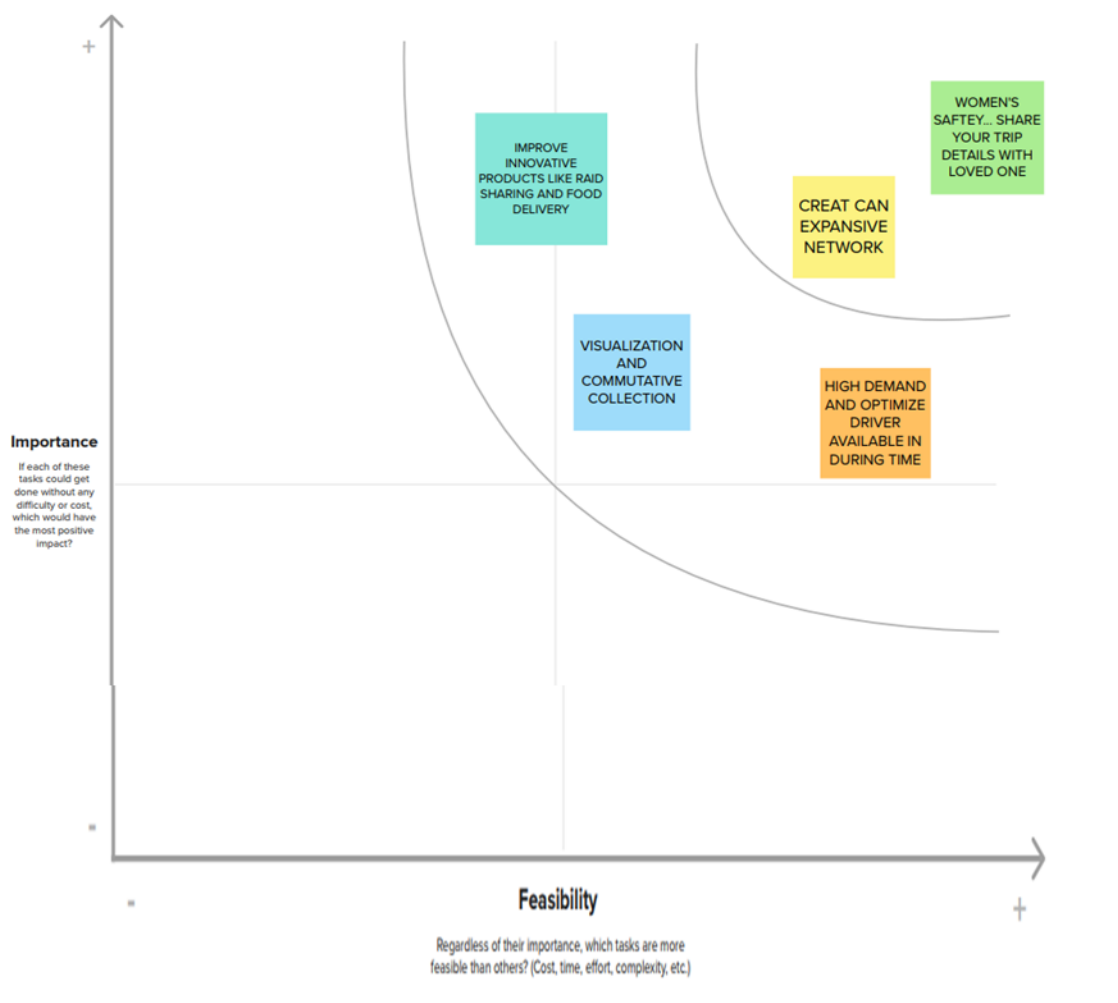 +
WOMEN'S
SAFTEY... SHARE
YOUR TRIP
DETAILS WITH
LOVED ONE
IMPROVE
INNOVATIVE
PRODUCTS LIKE RAID
SHARING AND FOOD
DELIVERY
CREAT CAN
EXPANSIVE
NETWORK
VISUALIZATION
AND
COMMUTATIVE
COLLECTION
HIGH DEMAND
AND OPTIMIZE
DRIVER
AVAILABLE IN
DURING TIME
Importance
If each of these
tasks could get
done without any
difficulty or cost,
which would have
the most positive
impact?
-
-
Feasibility
+
Regardless of their importance, which tasks are more
feasible than others? (Cost, time, effort, complexity, etc.)